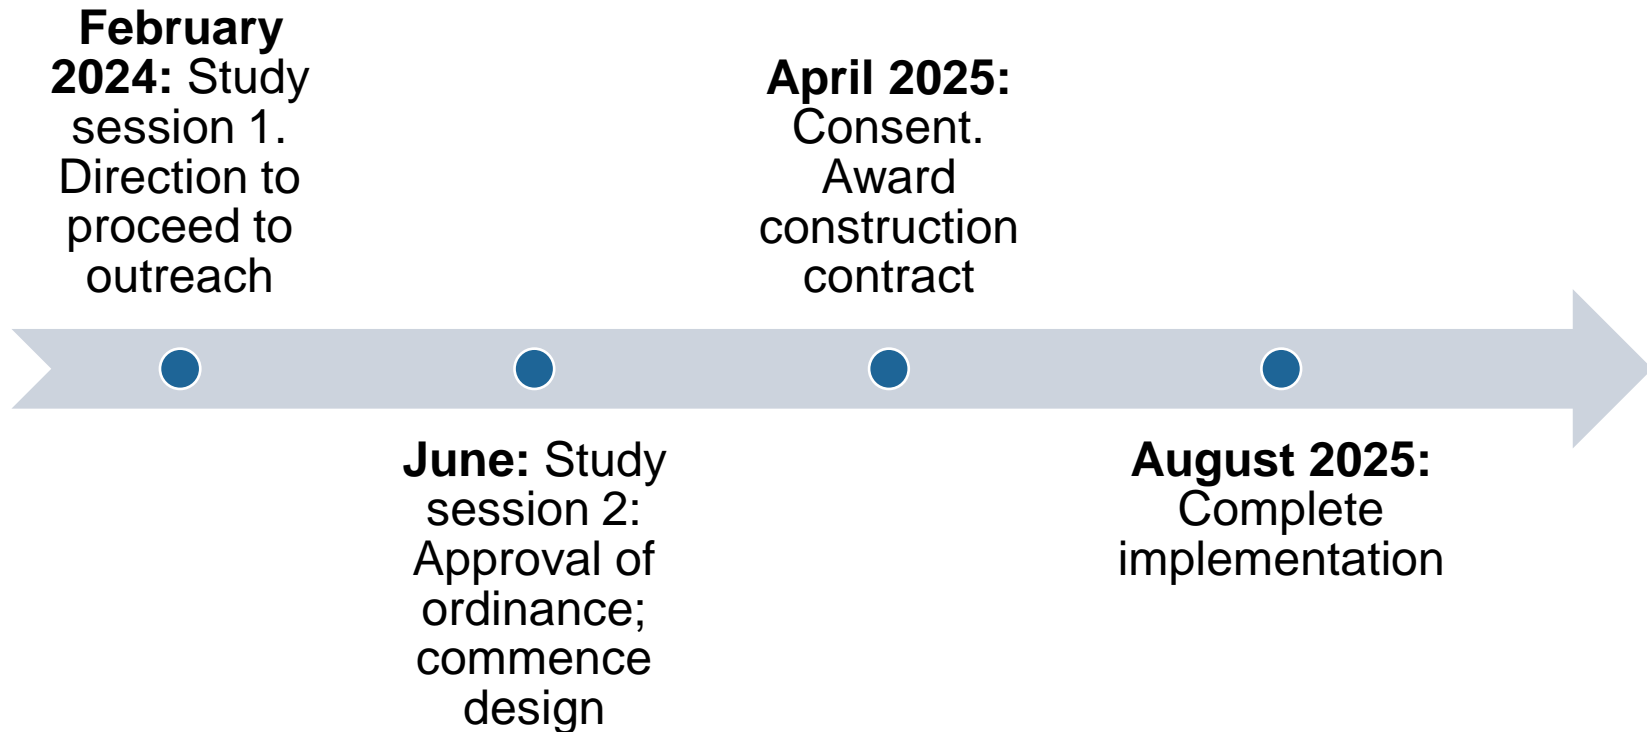 February
2024: Study
session 1.
Direction to
proceed to
outreach
June: Study
session 2:
Approval of
ordinance;
commence
design
April 2025:
Consent.
Award
construction
contract
August 2025:
Complete
implementation